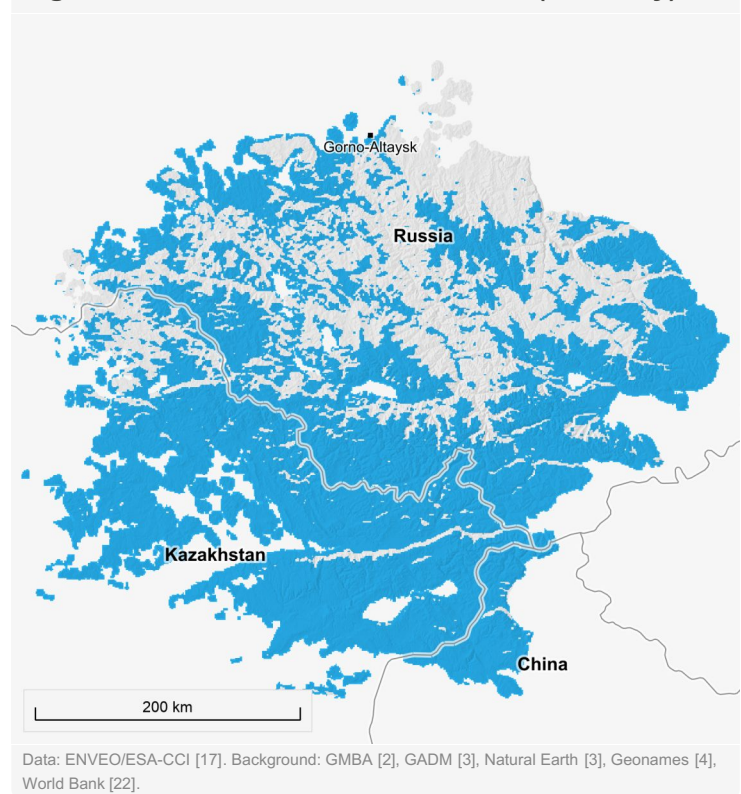 Gorno-Altaysk
Russia
Kazakhstan
China
200 km
Data: ENVEO/ESA-CCI [17]. Background: GMBA [2], GADM [3], Natural Earth [3], Geonames [4],
World Bank [22].